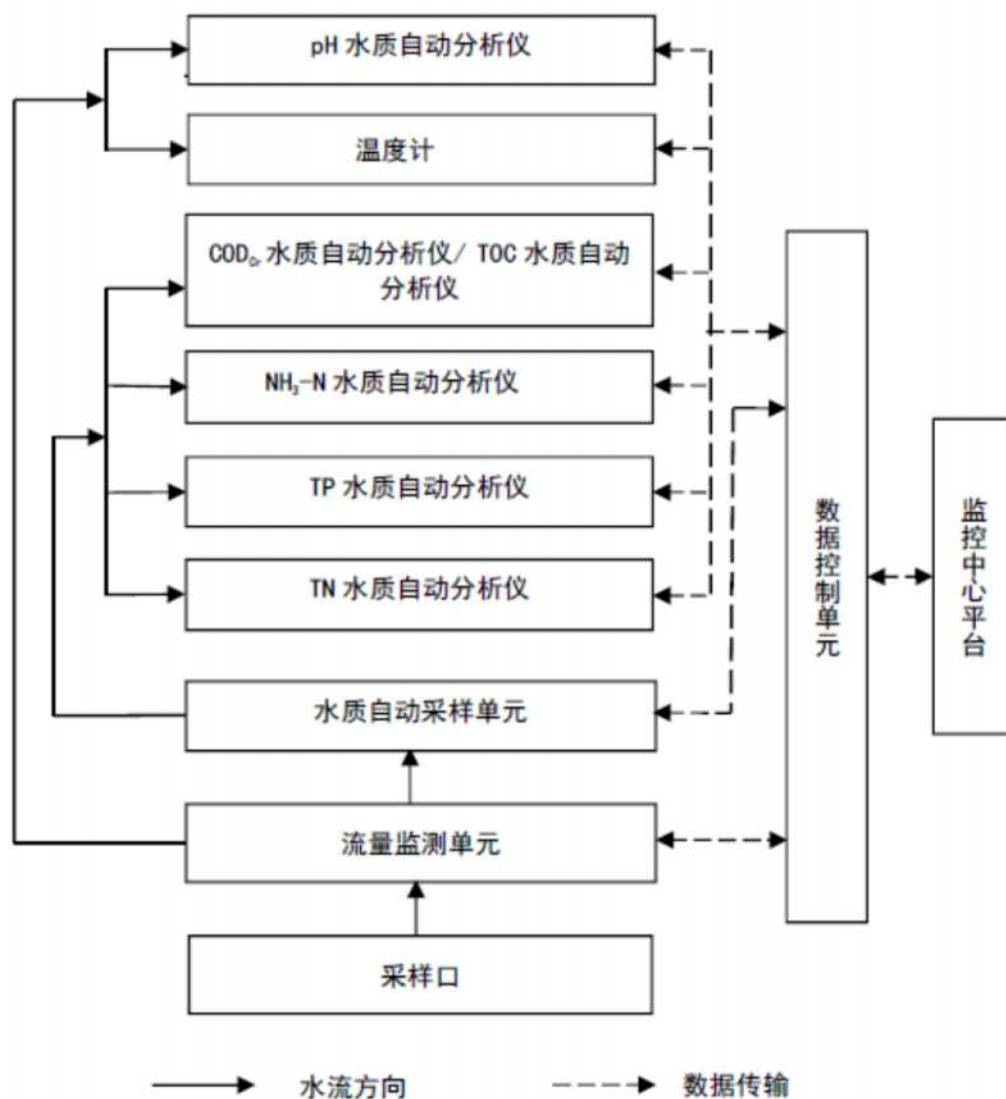 pH 水质自动分析仪
温度计
CODCr 水质自动分析仪/ TOC 水质自动
分析仪
NH3-N 水质自动分析仪
TP 水质自动分析仪
TN 水质自动分析仪
水质自动采样单元
流量监测单元
采样口
数据控制单元
监控中心平台
水流方向
数据传输